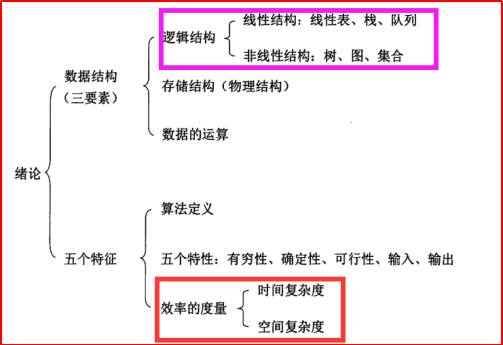 线性结构：线性表、栈、队列
逻辑结构
非线性结构：树、图、集合
数据结构
（三要素）
存储结构（物理结构）
数据的运算
绪论
算法定义
五个特征
五个特性：有穷性、确定性、可行性、输入、输出
时间复杂度
效率的度量
空间复杂度